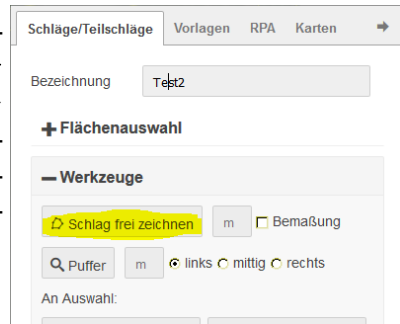 Schläge/Teilschläge Vorlagen RPA Karten
Bezeichnung Test2
Flächenauswahl
Werkzeuge
Schlag frei zeichnen m Bemaßung
Puffer m links mittig rechts
An Auswahl: